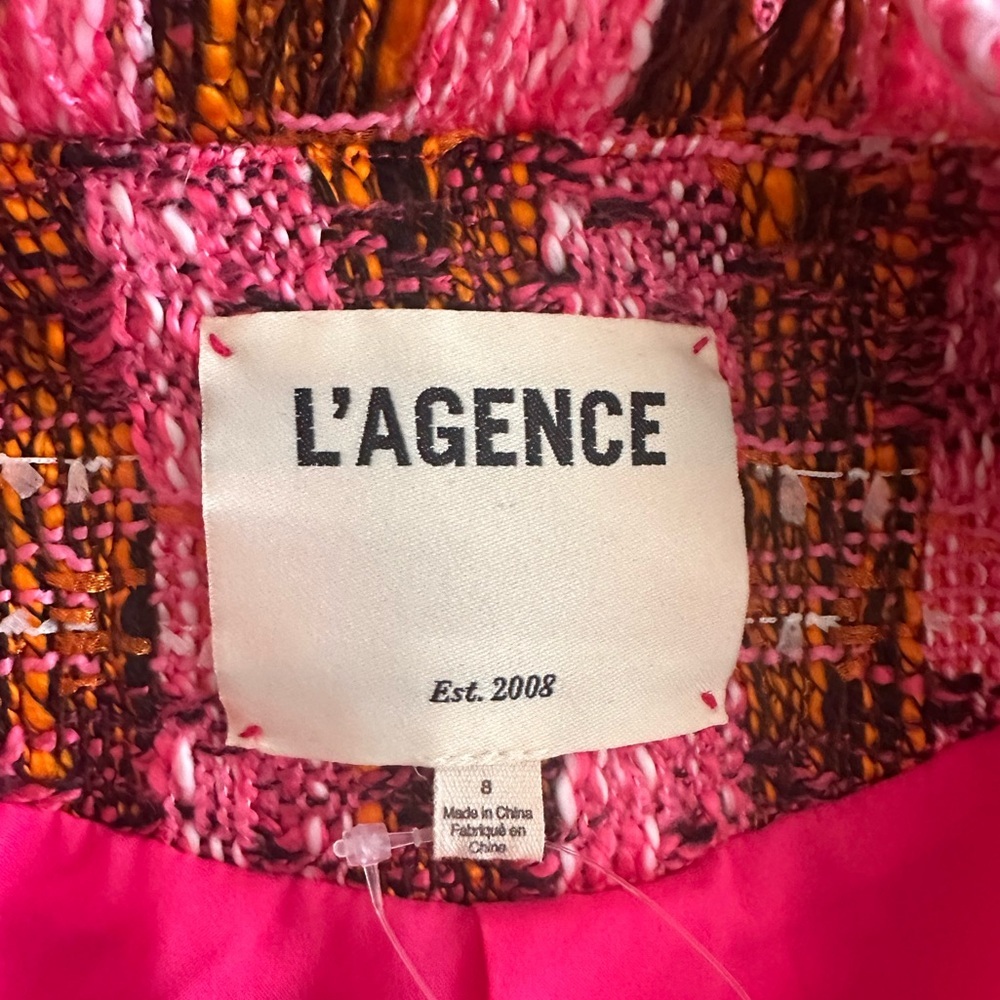 L'AGENCE
Est. 2008
8
Made in China
Fabriqué en
Chine